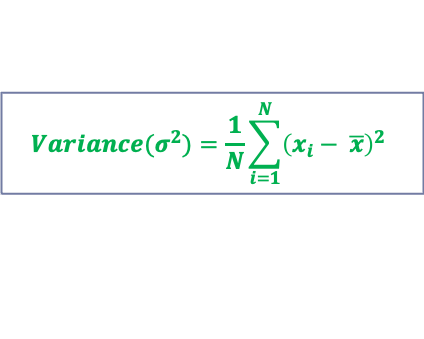 Variance(σ²) = 1/N ∑_{i=1}^{N} (xᵢ − x̅)²